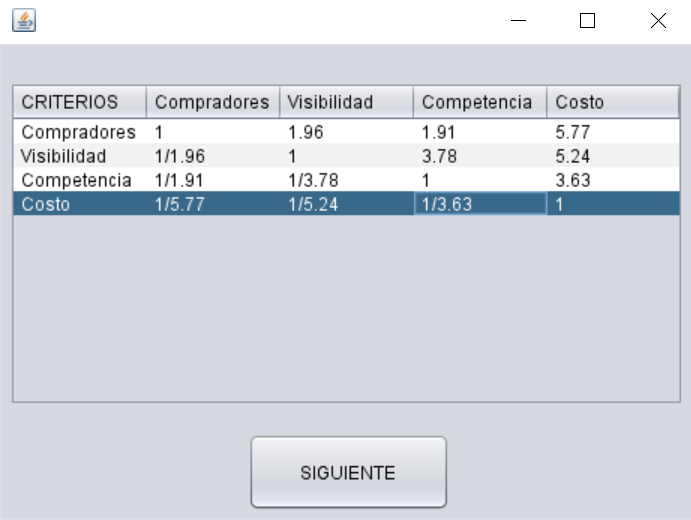 CRITERIOS Compradores Visibilidad Competencia Costo
Compradores 1 1.96 1.91 5.77
Visibilidad 1/1.96 1 3.78 5.24
Competencia 1/1.91 1/3.78 1 3.63
Costo 1/5.77 1/5.24 1/3.63 1
SIGUIENTE